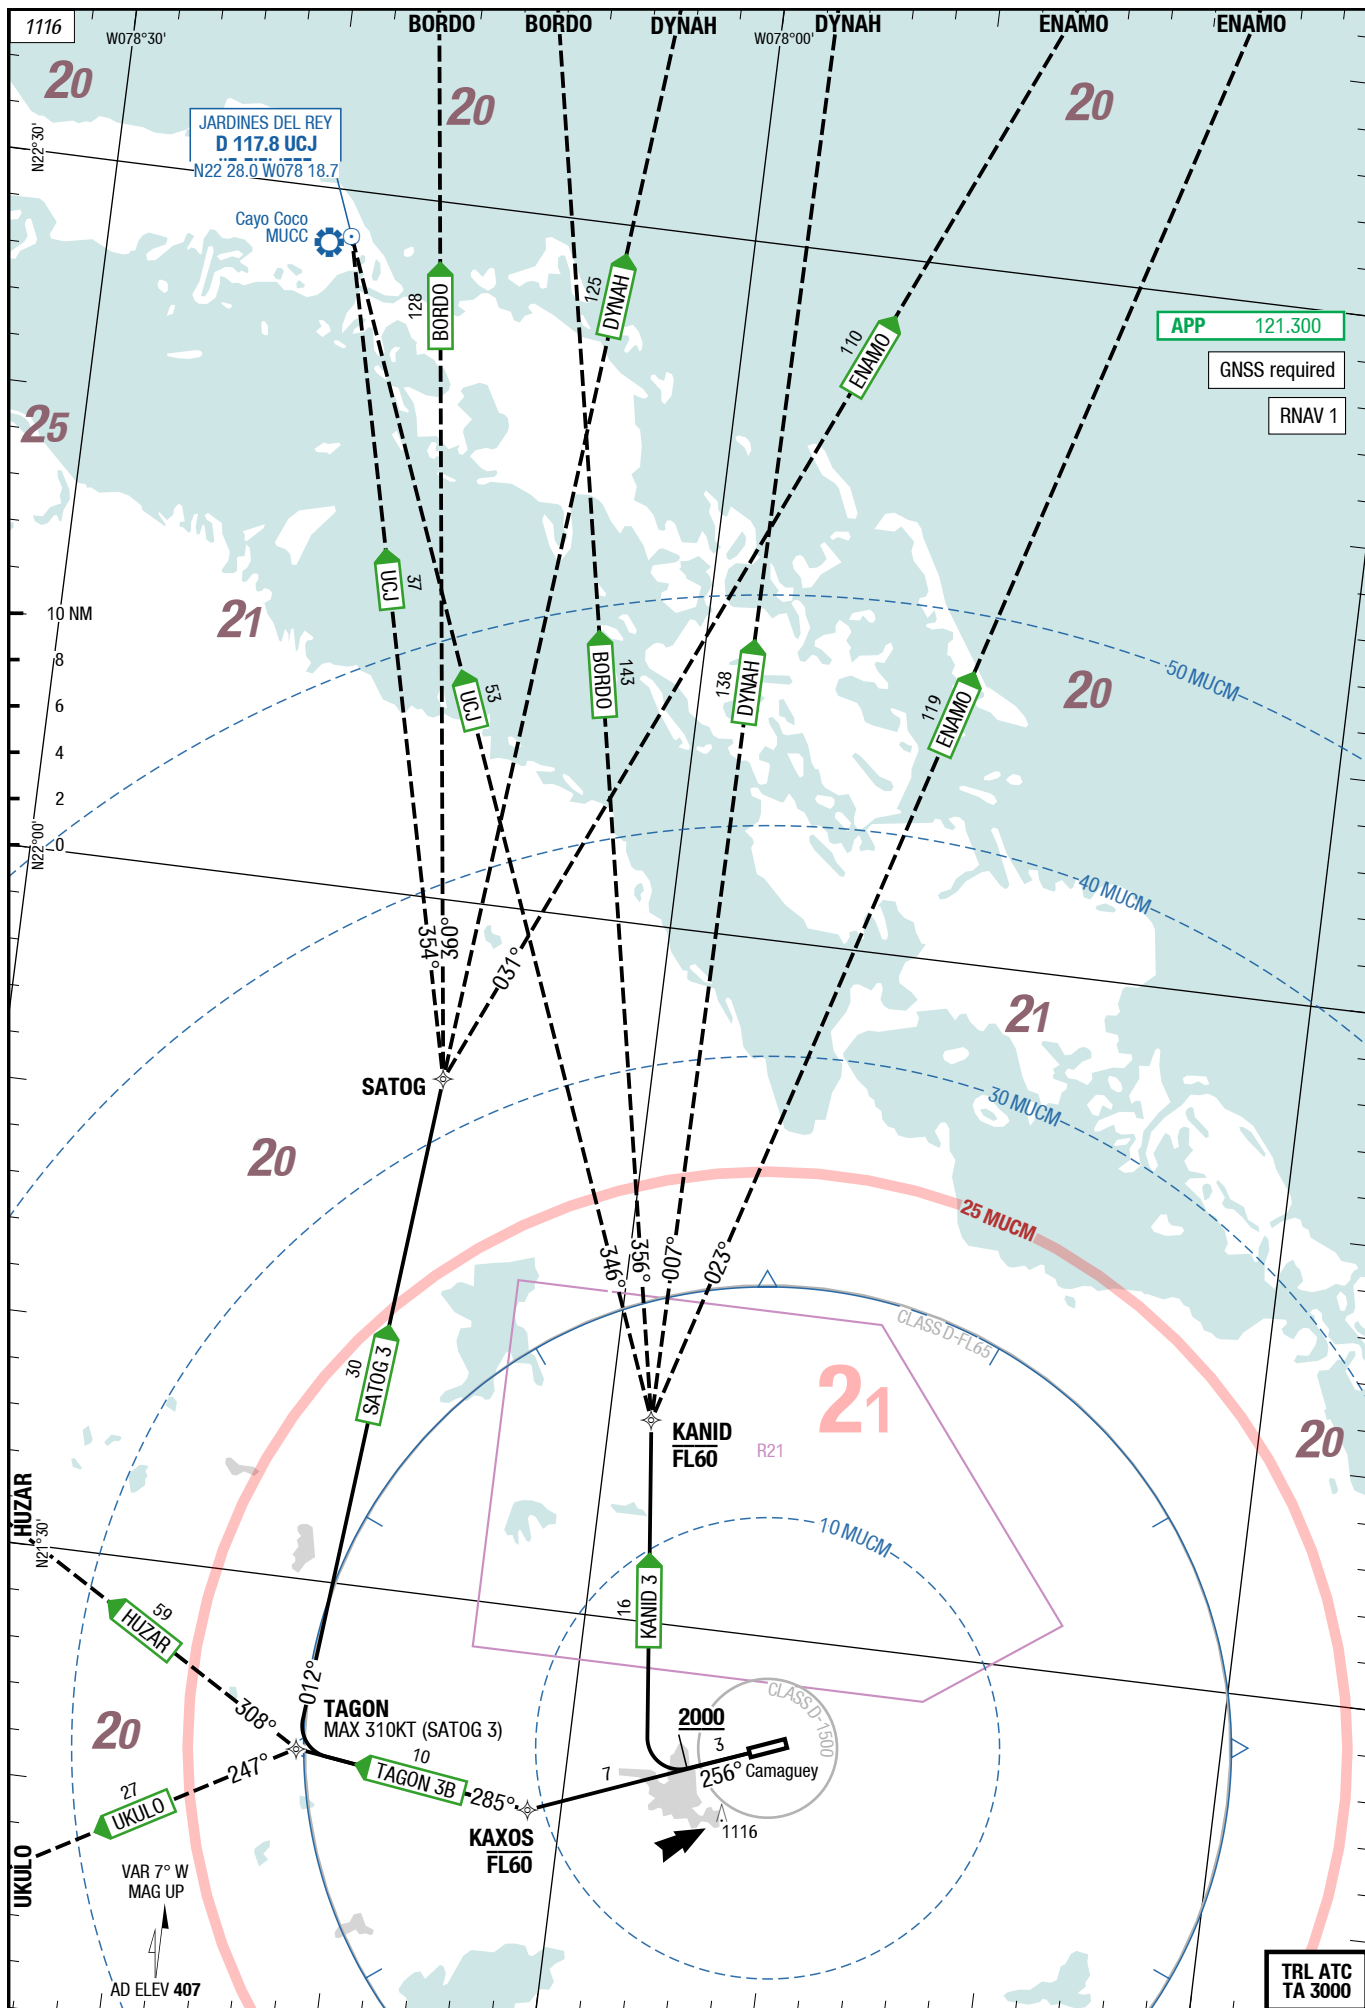 1116
BORDO
BORDO
DYNAH
DYNAH
ENAMO
ENAMO
W078°30'
W078°00'
20
20
20
N22°30'
JARDINES DEL REY
D 117.8 UCJ
N22 28.0 W078 18.7
Cayo Coco
MUCC
128
BORDO
125
DYNAH
110
ENAMO
APP 121.300
GNSS required
RNAV 1
25
UCJ
37
10 NM
8
6
4
2
0
21
UCJ
53
BORDO
143
138
DYNAH
119
ENAMO
20
50 MUCM
N22°00'
40 MUCM
354°
360°
031°
21
SATOG
30 MUCM
20
25 MUCM
346°
356°
007°
023°
CLASS D-FL65
30
SATOG 3
21
KANID
FL60
R21
20
HUZAR
N21°30'
10 MUCM
59
HUZAR
16
KANID 3
308°
012°
TAGON
MAX 310KT (SATOG 3)
20
2000
CLASS D-1500
247°
10
TAGON 3B
285°
7
3
256°
Camaguey
27
UKULO
KAXOS
FL60
1116
UKULO
VAR 7° W
MAG UP
AD ELEV 407
TRL ATC
TA 3000